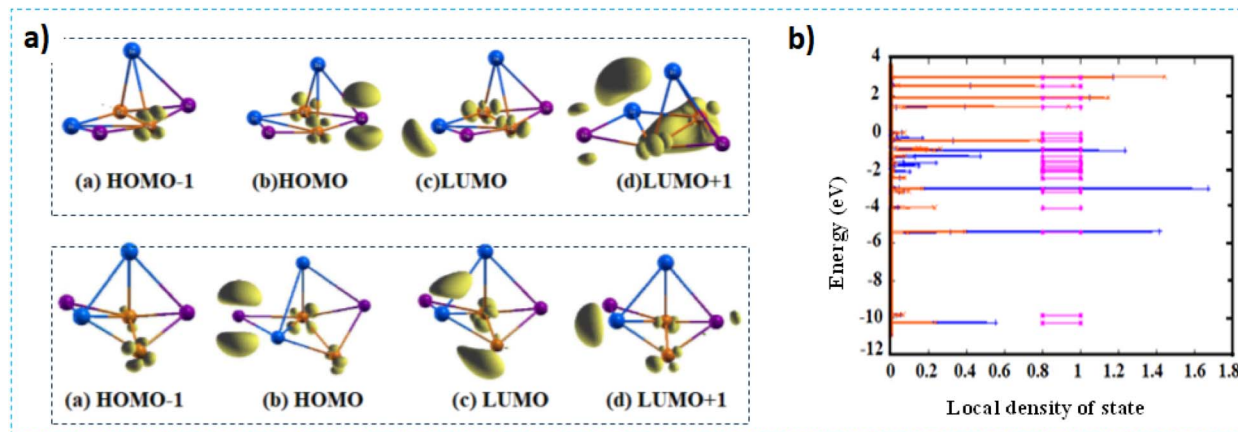 a)
(a) HOMO-1
(b)HOMO
(c)LUMO
(d)LUMO+1
(a) HOMO-1
(b) HOMO
(c) LUMO
(d) LUMO+1
b)
Energy (eV)
4
2
0
-2
-4
-6
-8
-10
-12
0 0.2 0.4 0.6 0.8 1 1.2 1.4 1.6 1.8
Local density of state